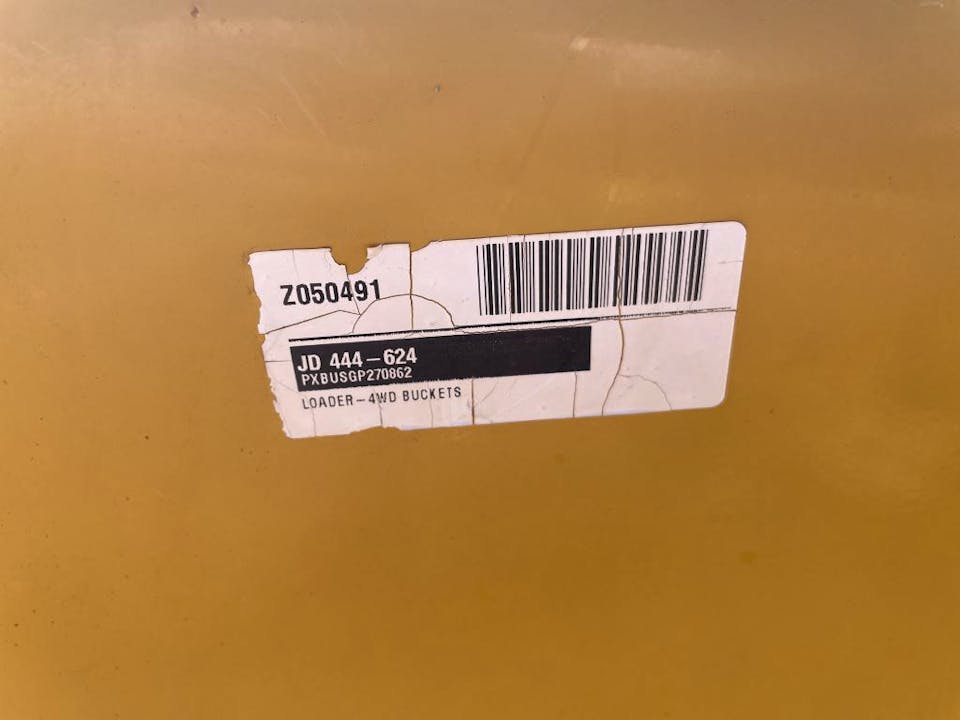 Z050491
JD 444-624
PXBUSGP270862
LOADER-4WD BUCKETS